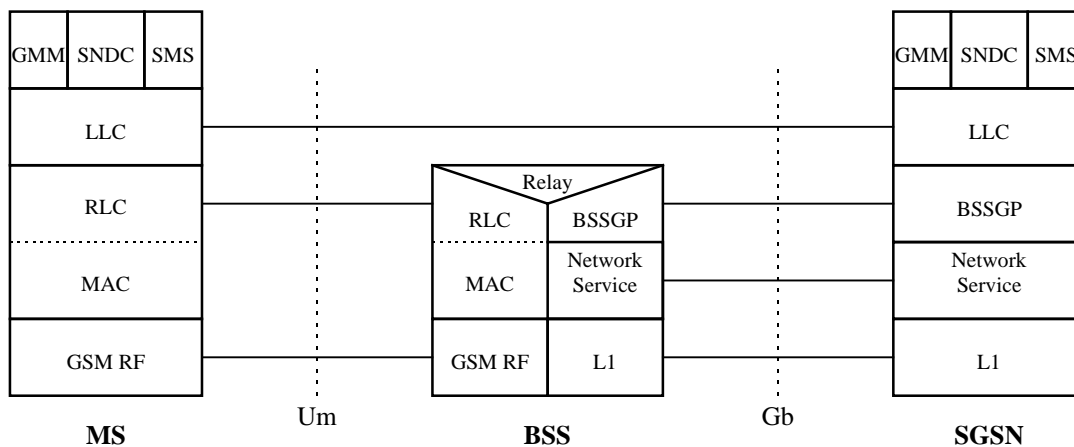 GMM SNDC SMS GMM SNDC SMS
LLC LLC
Relay
RLC RLC BSSGP BSSGP
MAC MAC Network Service Network Service
GSM RF GSM RF L1 L1
Um Gb
MS BSS SGSN